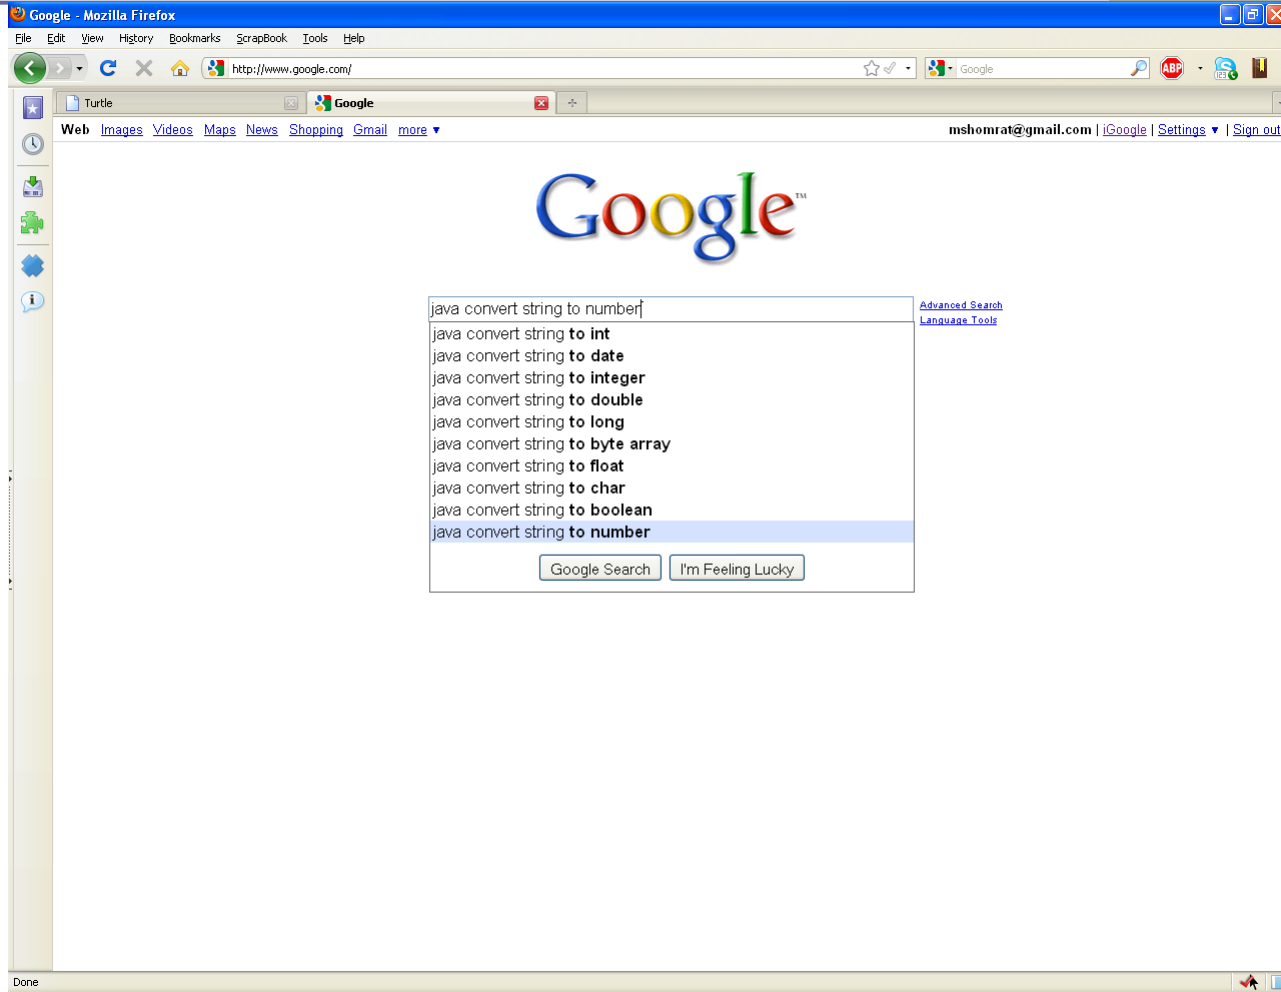 Google - Mozilla Firefox
File Edit View History Bookmarks ScrapBook Tools Help
http://www.google.com/ Google ABP 123
Turtle Google
Web Images Videos Maps News Shopping Gmail more ▼ mshomrat@gmail.com | iGoogle | Settings ▼ | Sign out
Google™
java convert string to number Advanced Search
Language Tools
java convert string to int
java convert string to date
java convert string to integer
java convert string to double
java convert string to long
java convert string to byte array
java convert string to float
java convert string to char
java convert string to boolean
java convert string to number
Google Search I'm Feeling Lucky
Done